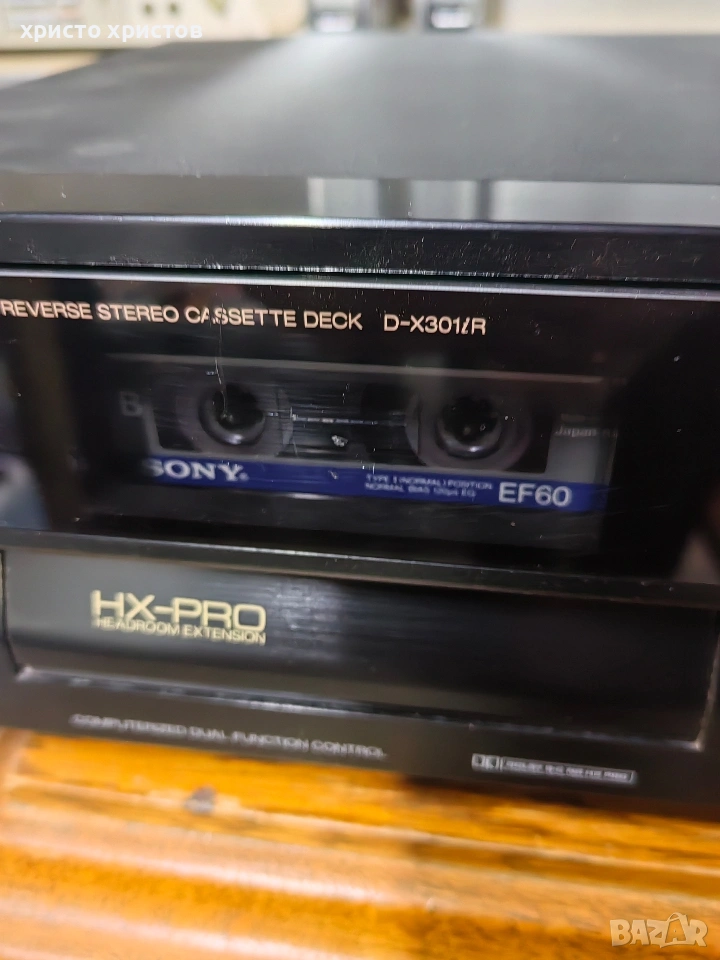 христо христов
REVERSE STEREO CASSETTE DECK D-X301iR
B
Japan
SONY
TYPE I (NORMAL) POSITION
NORMAL BIAS 120μs EQ
EF60
HX-PRO
HEADROOM EXTENSION
COMPUTERIZED DUAL FUNCTION CONTROL
BAZAR